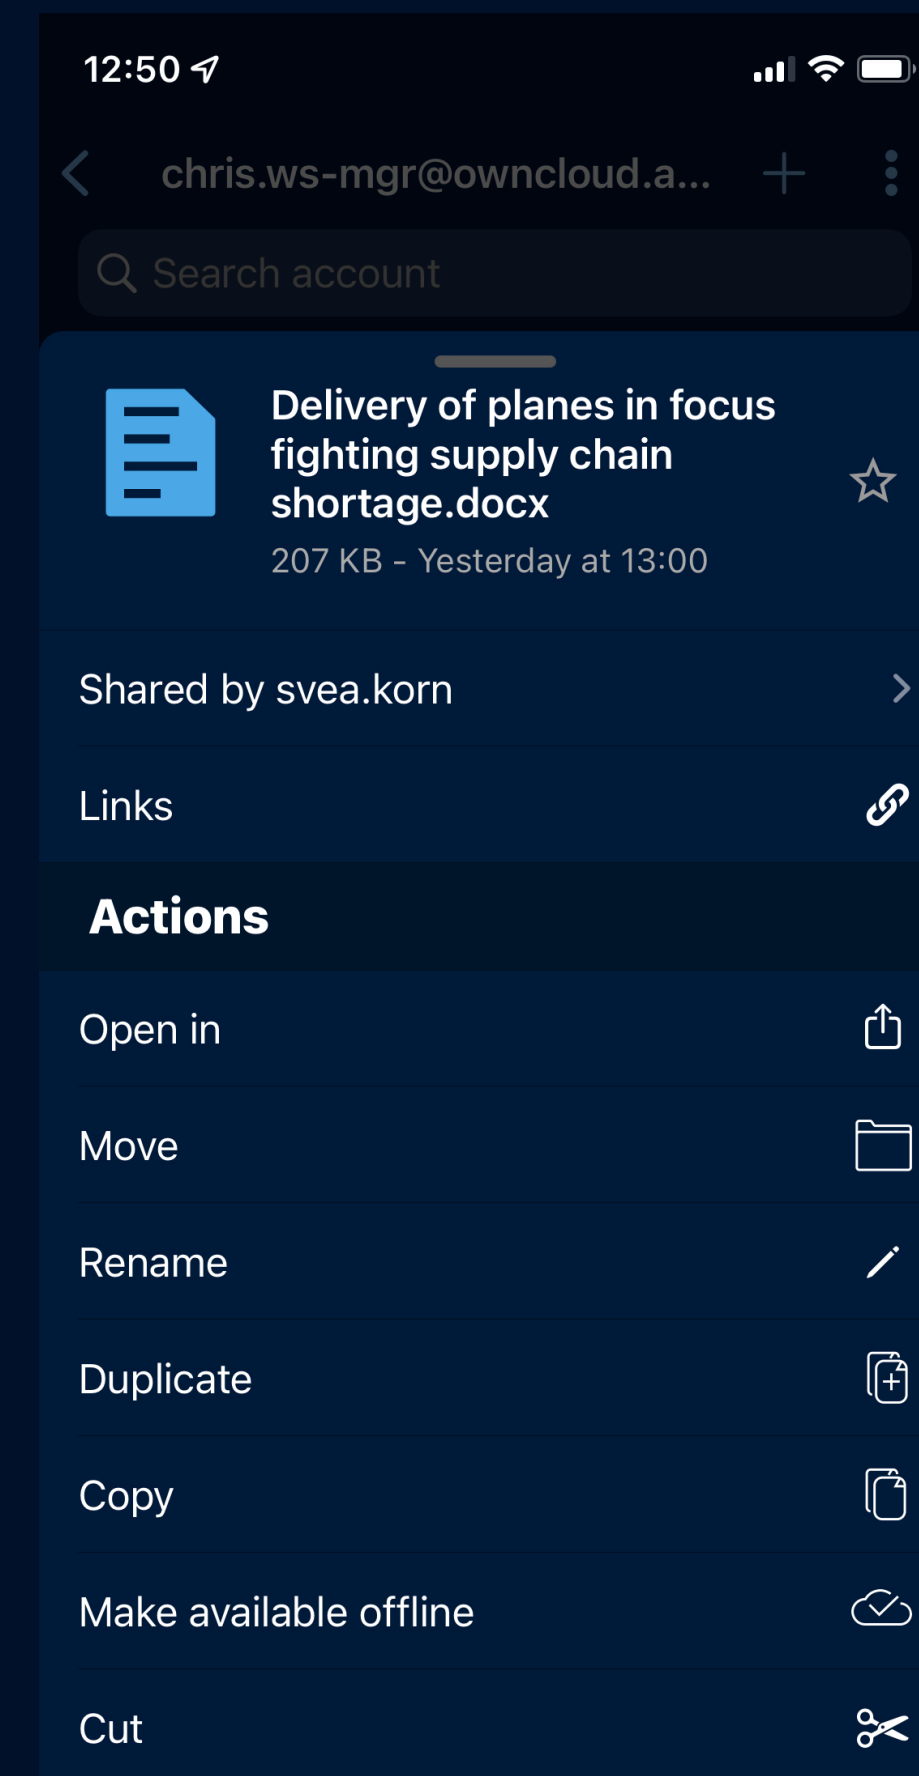 12:50
chris.ws-mgr@owncloud.a...
Search account
Delivery of planes in focus
fighting supply chain
shortage.docx
207 KB - Yesterday at 13:00
Shared by svea.korn
Links
Actions
Open in
Move
Rename
Duplicate
Copy
Make available offline
Cut